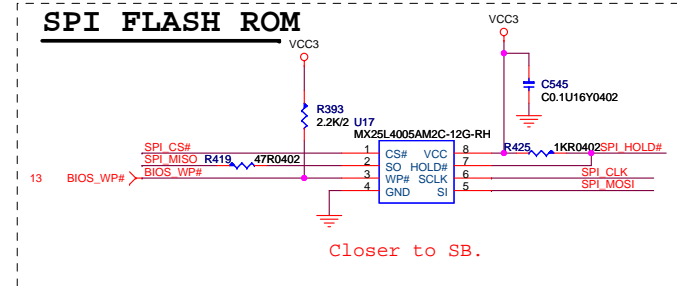 SPI FLASH ROM
VCC3
VCC3
C545
C0.1U16Y0402
R393
2.2K/2
U17
MX25L4005AM2C-12G-RH
SPI_CS#
1
CS#
VCC
8
R425
1KR0402
SPI_HOLD#
SPI_MISO
R419
47R0402
2
SO
HOLD#
7
13
BIOS_WP#
BIOS_WP#
3
WP#
SCLK
6
SPI_CLK
4
GND
SI
5
SPI_MOSI
Closer to SB.